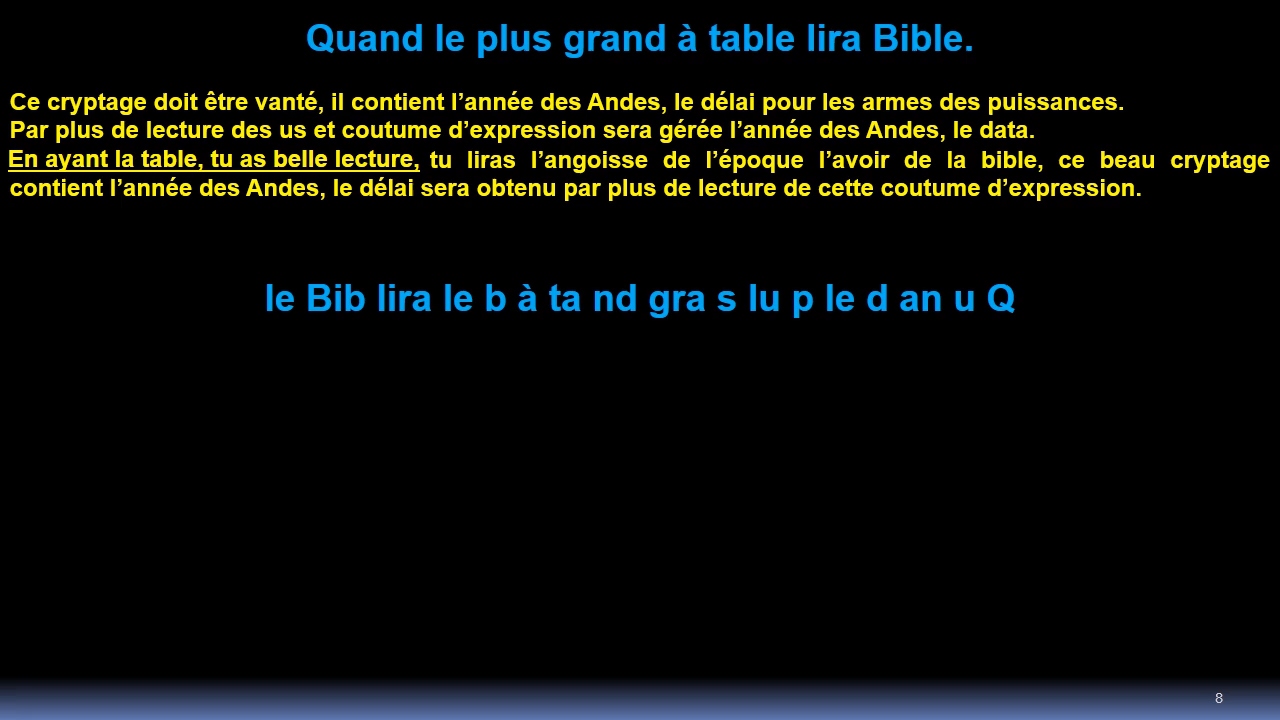 Quand le plus grand à table lira Bible.
Ce cryptage doit être vanté, il contient l’année des Andes, le délai pour les armes des puissances.
Par plus de lecture des us et coutume d’expression sera gérée l’année des Andes, le data.
En ayant la table, tu as belle lecture, tu liras l’angoisse de l’époque l’avoir de la bible, ce beau cryptage
contient l’année des Andes, le délai sera obtenu par plus de lecture de cette coutume d’expression.
le Bib lira le b à ta nd gra s lu p le d an u Q
8